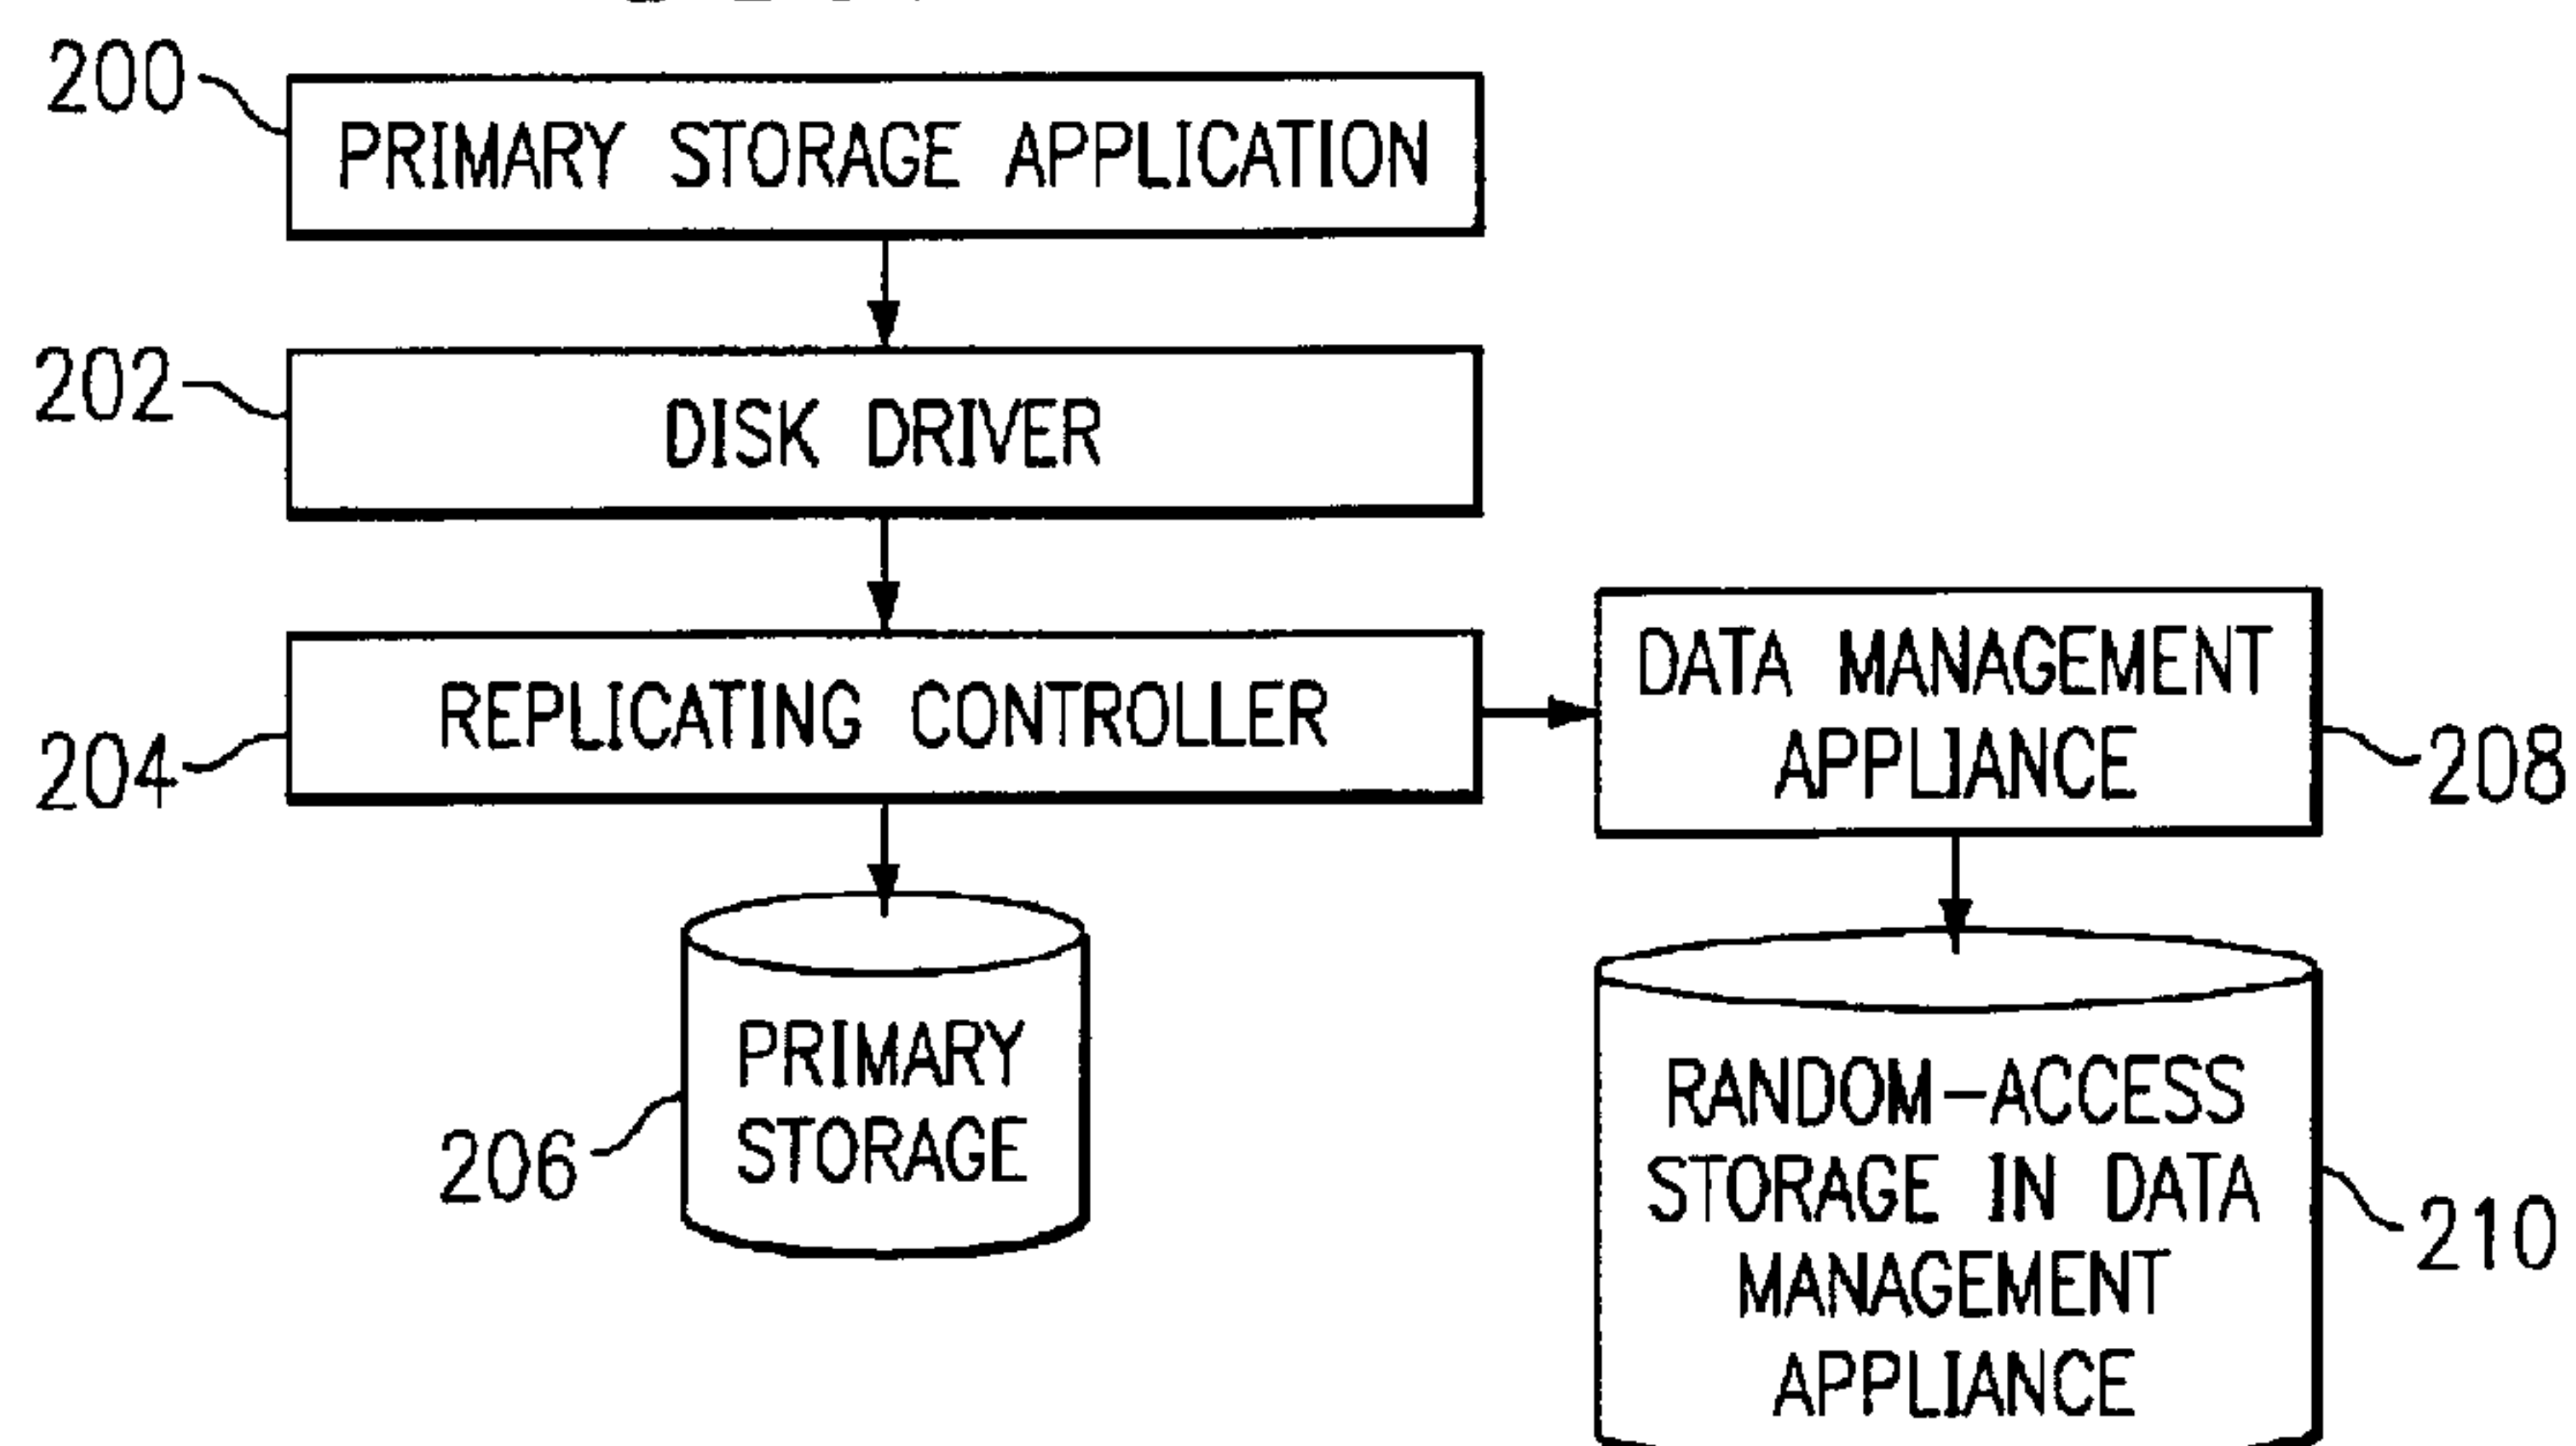 200
PRIMARY STORAGE APPLICATION
202
DISK DRIVER
204
REPLICATING CONTROLLER
DATA MANAGEMENT
APPLIANCE
208
206
PRIMARY
STORAGE
RANDOM-ACCESS
STORAGE IN DATA
MANAGEMENT
APPLIANCE
210